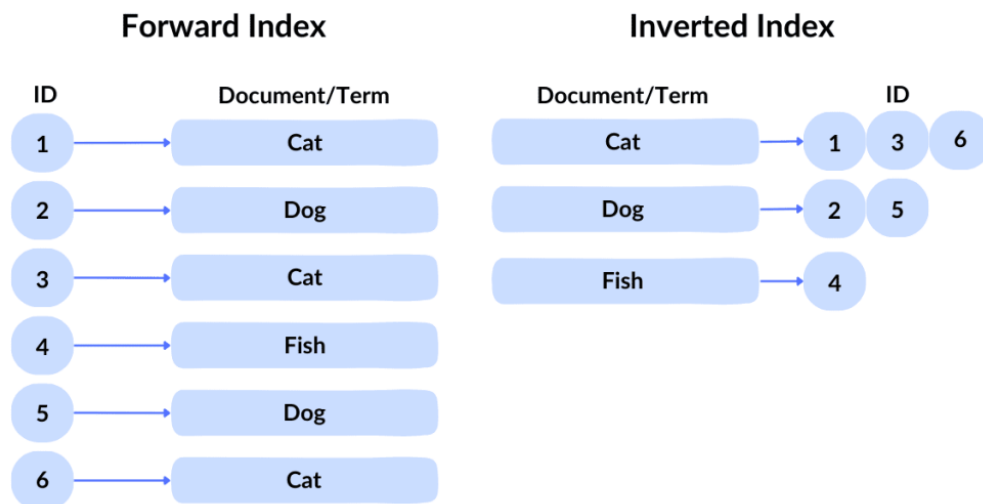 Forward Index
ID Document/Term
1 Cat
2 Dog
3 Cat
4 Fish
5 Dog
6 Cat
Inverted Index
Document/Term ID
Cat 1 3 6
Dog 2 5
Fish 4